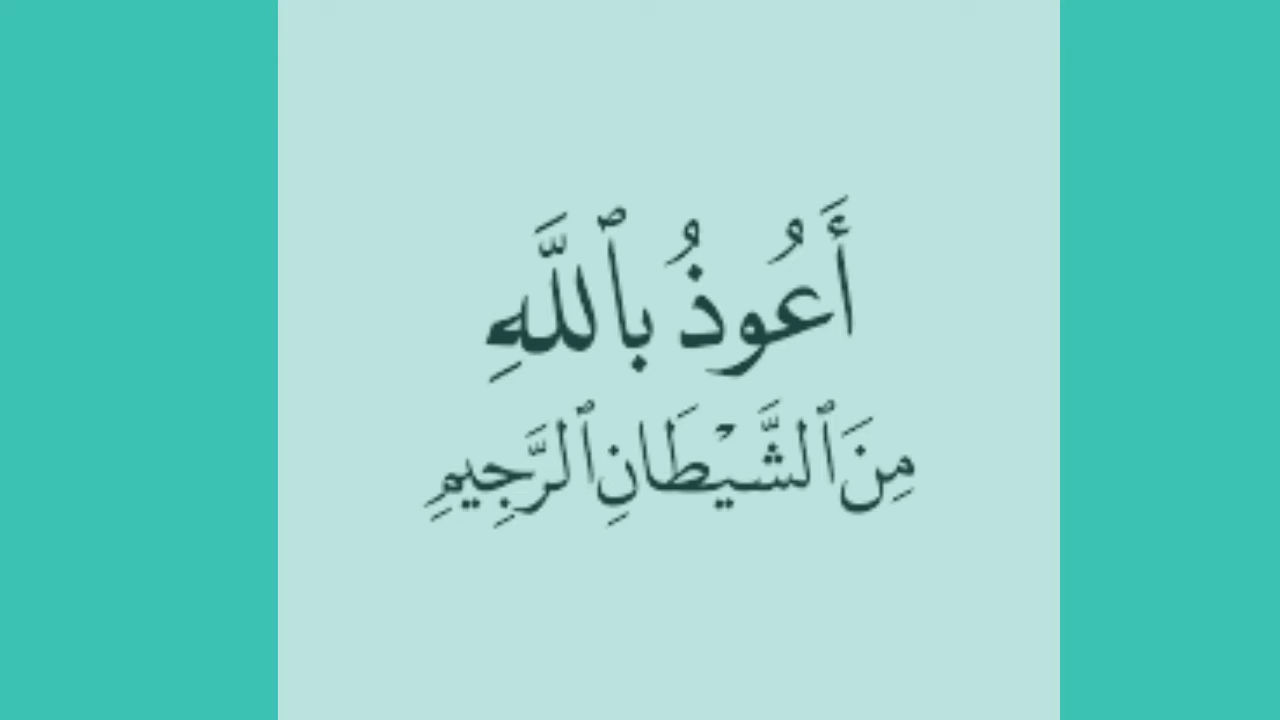 أَعُوذُ بِٱللَّهِ
مِنَ ٱلشَّيْطَانِ ٱلرَّجِيمِ